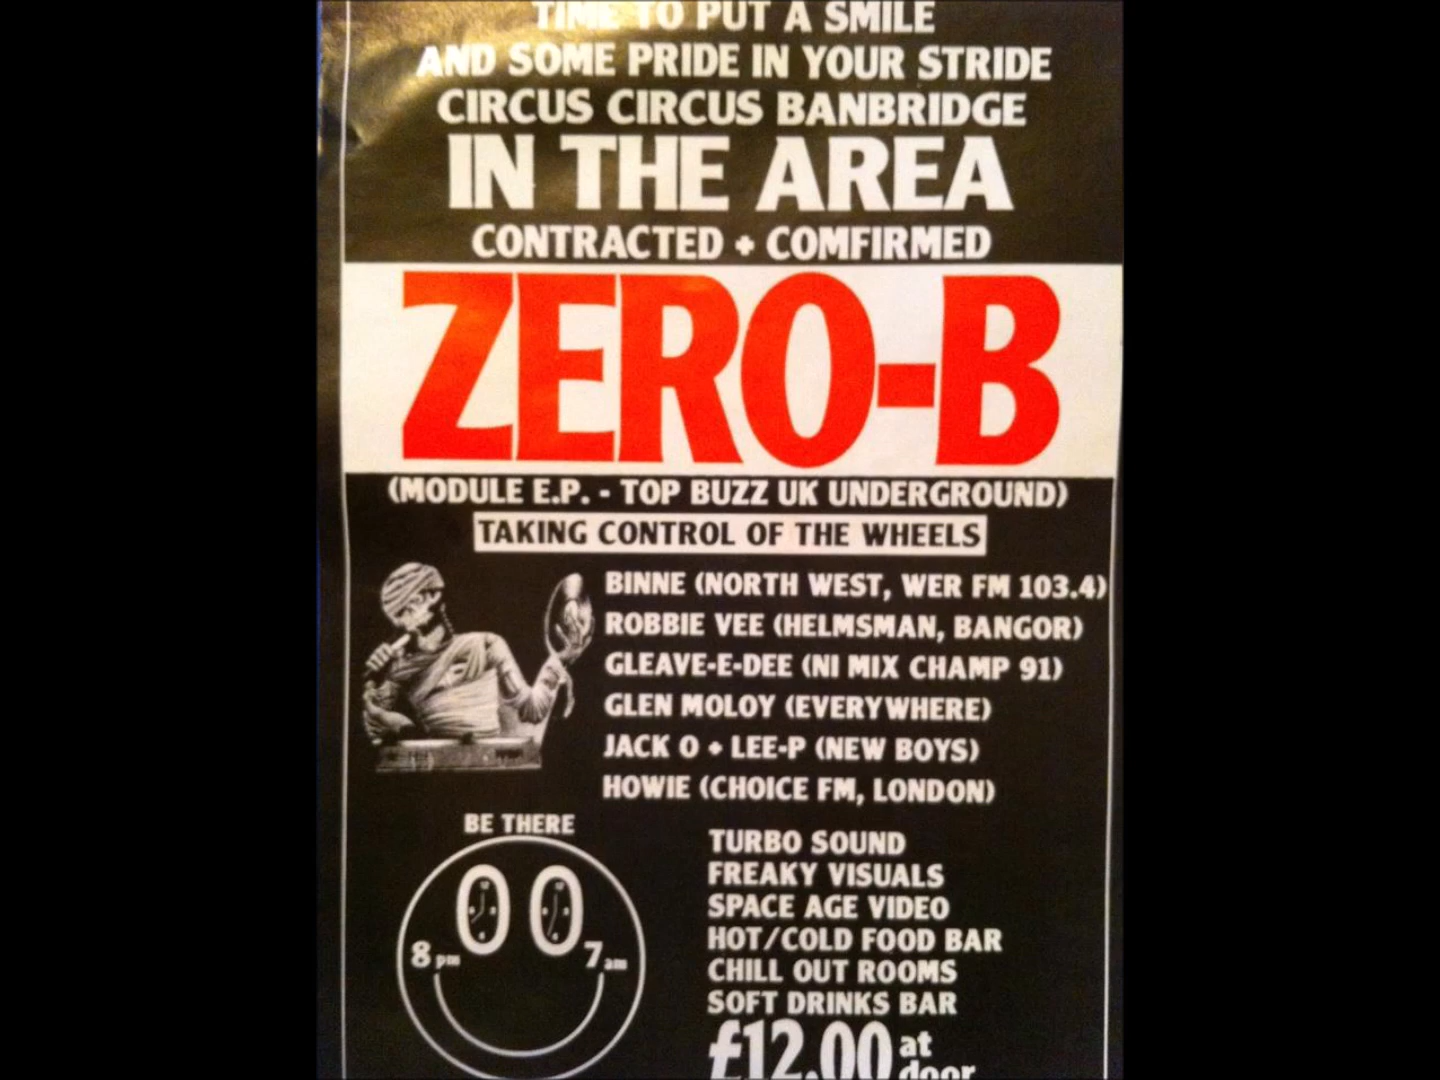 TIME TO PUT A SMILE
AND SOME PRIDE IN YOUR STRIDE
CIRCUS CIRCUS BANBRIDGE
IN THE AREA
CONTRACTED + COMFIRMED
ZERO-B
(MODULE E.P. - TOP BUZZ UK UNDERGROUND)
TAKING CONTROL OF THE WHEELS
BINNE (NORTH WEST, WER FM 103.4)
ROBBIE VEE (HELMSMAN, BANGOR)
GLEAVE-E-DEE (NI MIX CHAMP 91)
GLEN MOLOY (EVERYWHERE)
JACK O + LEE-P (NEW BOYS)
HOWIE (CHOICE FM, LONDON)
BE THERE
8pm 7am
TURBO SOUND
FREAKY VISUALS
SPACE AGE VIDEO
HOT/COLD FOOD BAR
CHILL OUT ROOMS
SOFT DRINKS BAR
£12.00 at
door